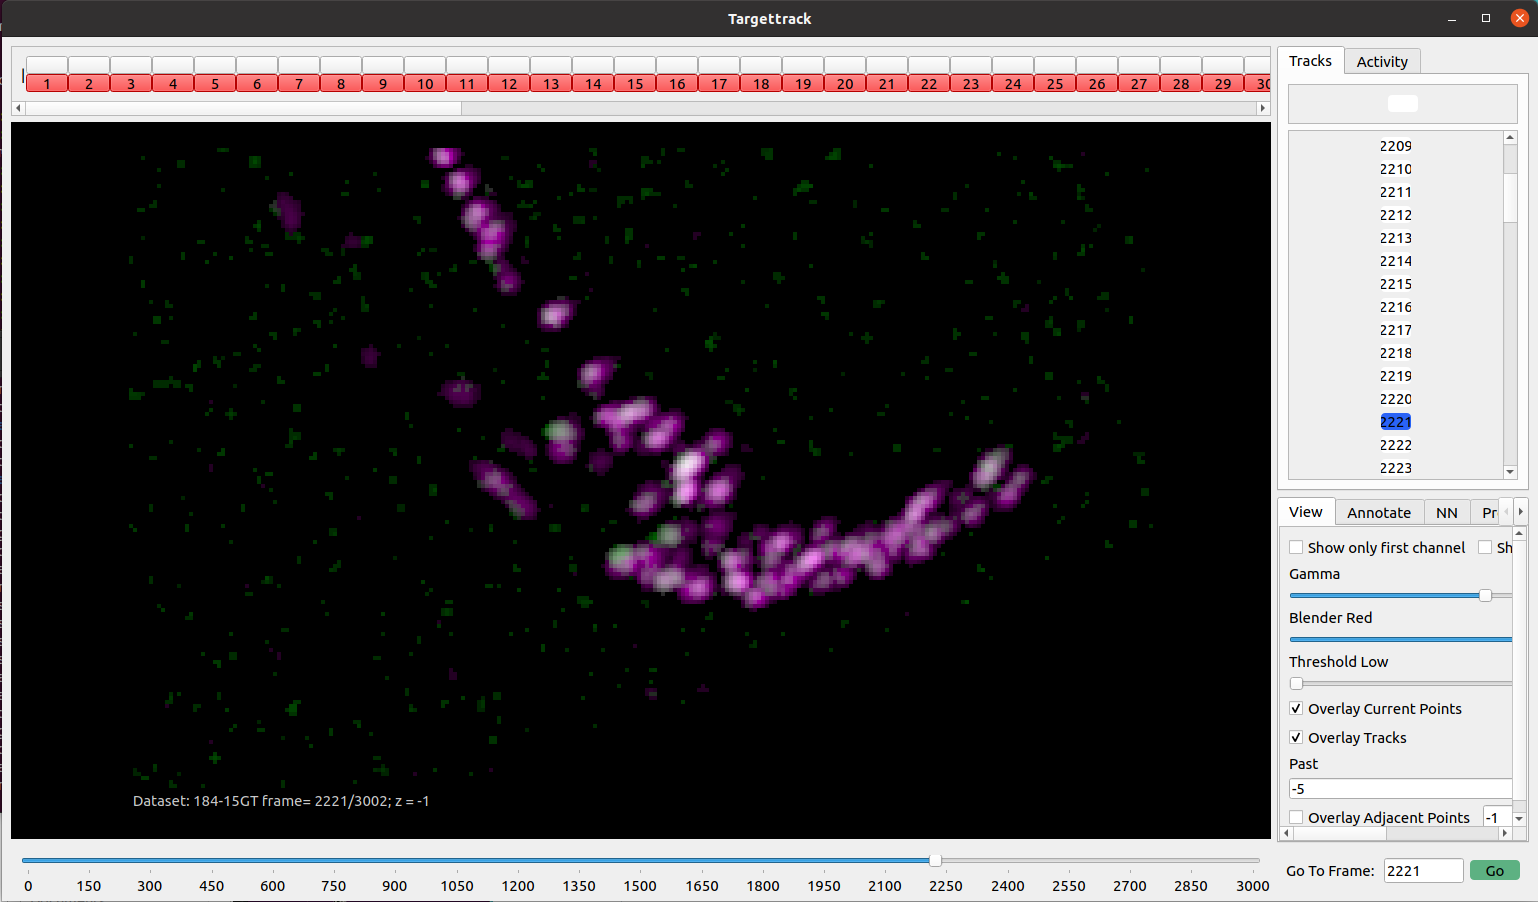 Targettrack
1 2 3 4 5 6 7 8 9 10 11 12 13 14 15 16 17 18 19 20 21 22 23 24 25 26 27 28 29 30
Tracks Activity
2209
2210
2211
2212
2213
2214
2215
2216
2217
2218
2219
2220
2221
2222
2223
View Annotate NN Pr
Show only first channel Sh
Gamma
Blender Red
Threshold Low
Overlay Current Points
Overlay Tracks
Past
-5
Overlay Adjacent Points -1
Dataset: 184-15GT frame= 2221/3002; z = -1
0 150 300 450 600 750 900 1050 1200 1350 1500 1650 1800 1950 2100 2250 2400 2550 2700 2850 3000
Go To Frame: 2221 Go